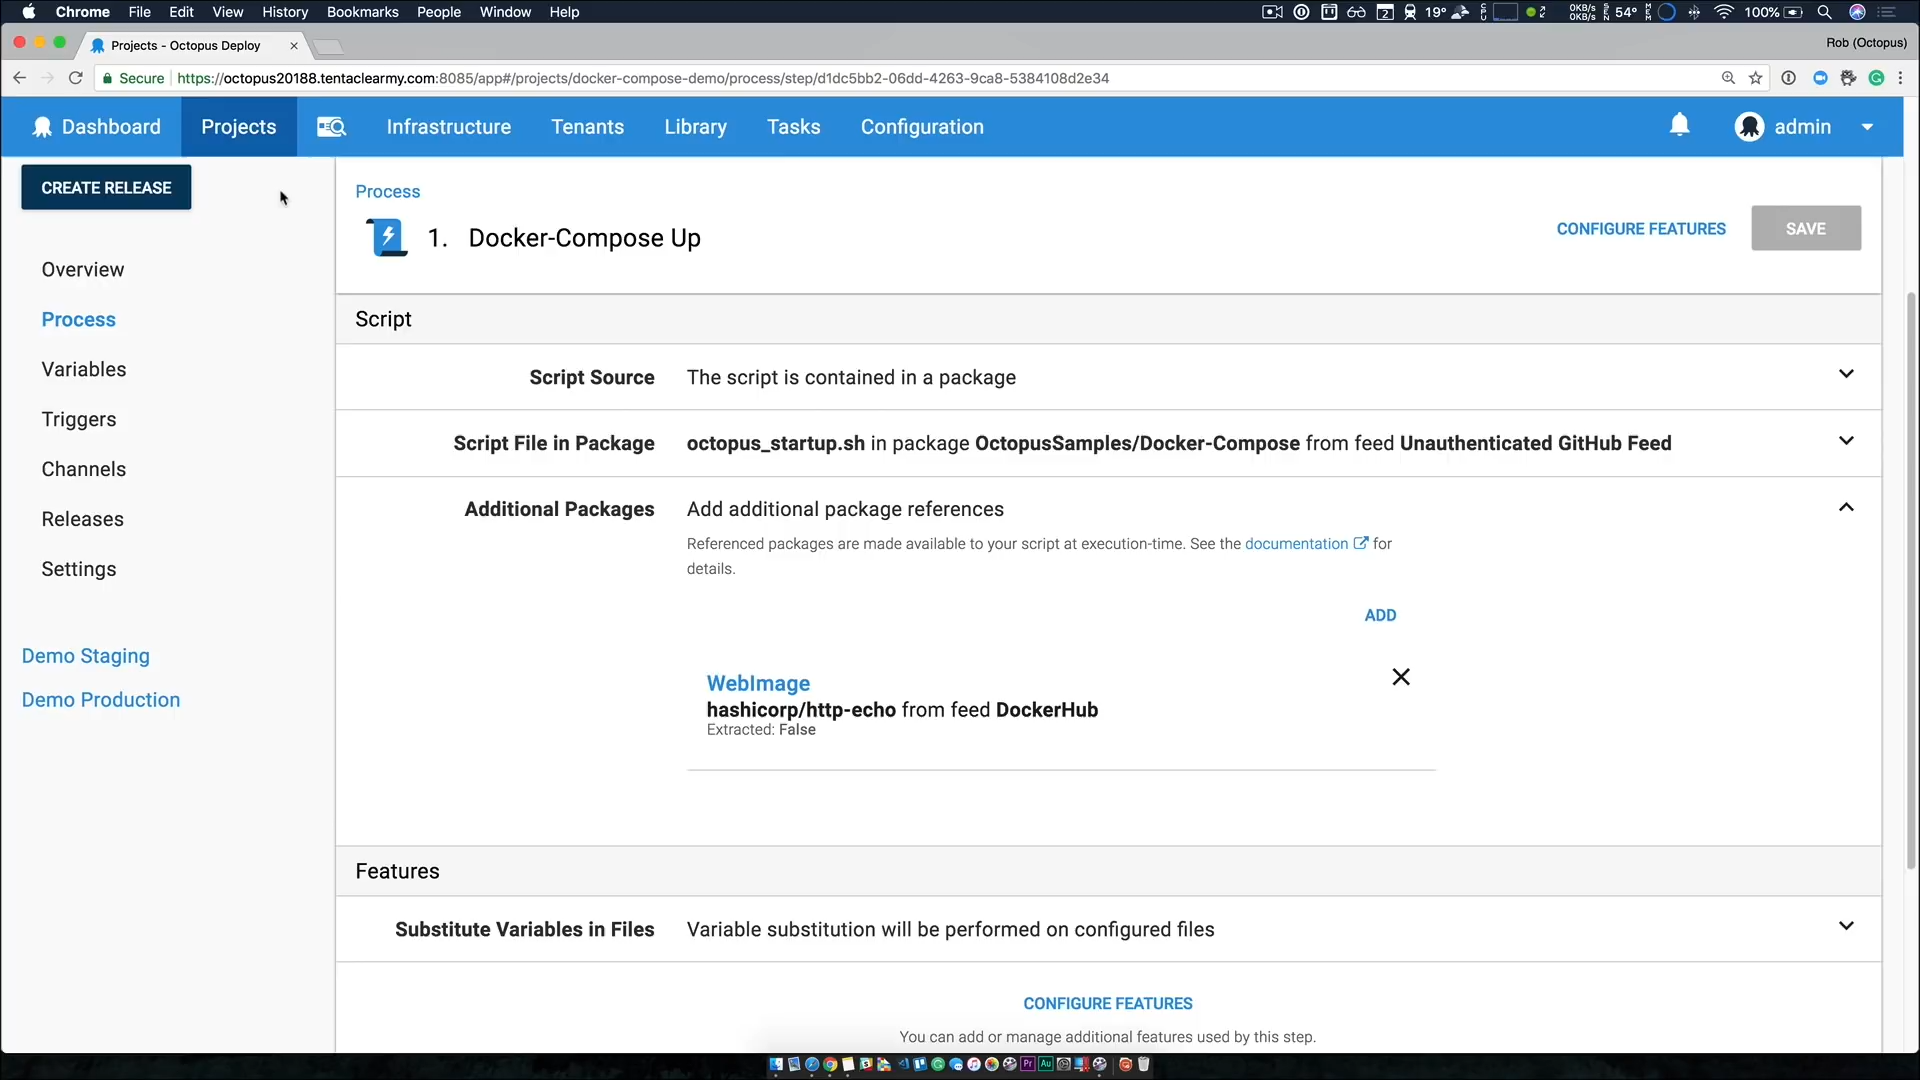 Chrome File Edit View History Bookmarks People Window Help
2 19° 0KB/s 0KB/s 54° 100%
Projects - Octopus Deploy
Rob (Octopus)
Secure https://octopus20188.tentaclearmy.com:8085/app#/projects/docker-compose-demo/process/step/d1dc5bb2-06dd-4263-9ca8-5384108d2e34
Dashboard Projects Infrastructure Tenants Library Tasks Configuration admin
CREATE RELEASE
Overview
Process
Variables
Triggers
Channels
Releases
Settings
Demo Staging
Demo Production
Process
1. Docker-Compose Up
CONFIGURE FEATURES SAVE
Script
Script Source The script is contained in a package
Script File in Package octopus_startup.sh in package OctopusSamples/Docker-Compose from feed Unauthenticated GitHub Feed
Additional Packages Add additional package references
Referenced packages are made available to your script at execution-time. See the documentation for
details.
ADD
WebImage
hashicorp/http-echo from feed DockerHub
Extracted: False
Features
Substitute Variables in Files Variable substitution will be performed on configured files
CONFIGURE FEATURES
You can add or manage additional features used by this step.
Pr Au